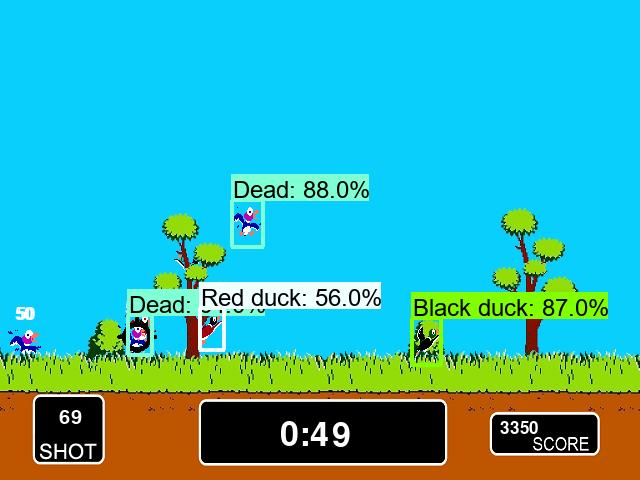 Dead: 88.0%
Dead:
Red duck: 56.0%
Black duck: 87.0%
50
69
SHOT
0:49
3350
SCORE